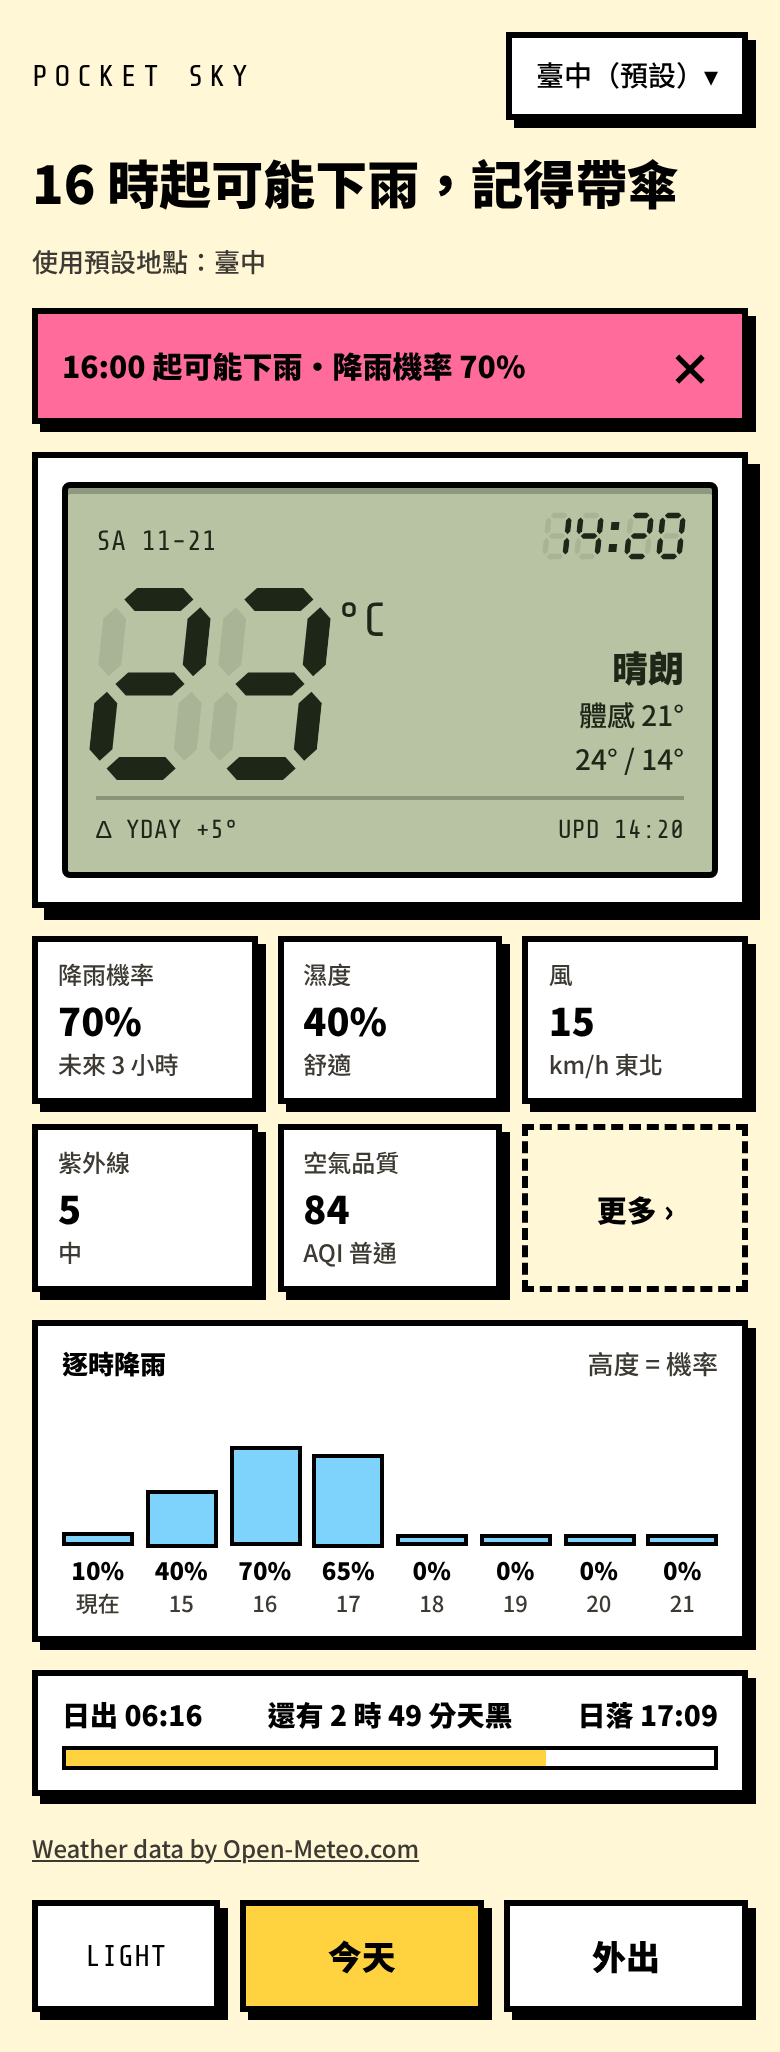 POCKET SKY
臺中（預設）▼
16 時起可能下雨，記得帶傘
使用預設地點：臺中
16:00 起可能下雨・降雨機率 70%
✕
SA 11-21
14:20
23°C
晴朗
體感 21°
24° / 14°
Δ YDAY +5°
UPD 14:20
降雨機率
70%
未來 3 小時
濕度
40%
舒適
風
15
km/h 東北
紫外線
5
中
空氣品質
84
AQI 普通
更多 ›
逐時降雨
高度 = 機率
10% 40% 70% 65% 0% 0% 0% 0%
現在 15 16 17 18 19 20 21
日出 06:16 還有 2 時 49 分天黑 日落 17:09
Weather data by Open-Meteo.com
LIGHT
今天
外出